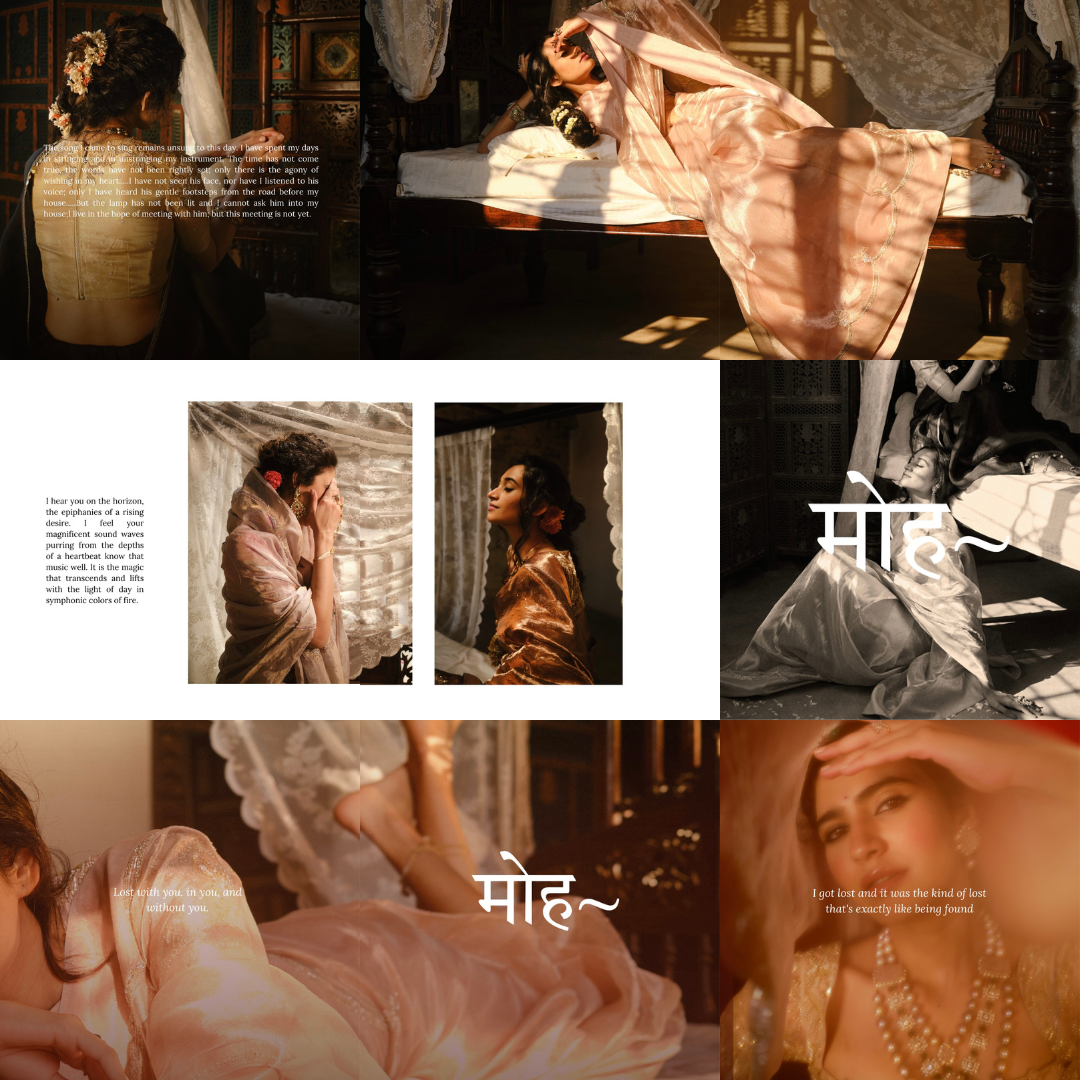 The song I came to sing remains unsung to this day. I have spent my days
in stringing and in unstringing my instrument. The time has not come
true, the words have not been rightly set; only there is the agony of
wishing in my heart.....I have not seen his face, nor have I listened to his
voice; only I have heard his gentle footsteps from the road before my
house.....But the lamp has not been lit and I cannot ask him into my
house;I live in the hope of meeting with him; but this meeting is not yet.
I hear you on the horizon,
the epiphanies of a rising
desire. I feel your
magnificent sound waves
purring from the depths
of a heartbeat know that
music well. It is the magic
that transcends and lifts
with the light of day in
symphonic colors of fire.
मोह~
Lost with you, in you, and
without you.
मोह~
I got lost and it was the kind of lost
that's exactly like being found